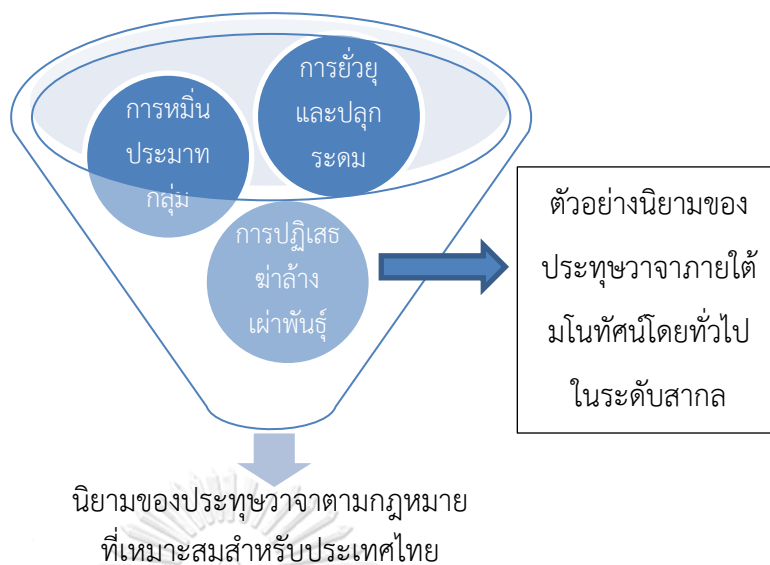 การยั่วยุ
และปลุก
ระดม
การหมิ่น
ประมาท
กลุ่ม
การปฏิเสธ
ฆ่าล้าง
เผ่าพันธุ์
ตัวอย่างนิยามของ
ประทุษวาจาภายใต้
มโนทัศน์โดยทั่วไป
ในระดับสากล
นิยามของประทุษวาจาตามกฎหมาย
ที่เหมาะสมสำหรับประเทศไทย